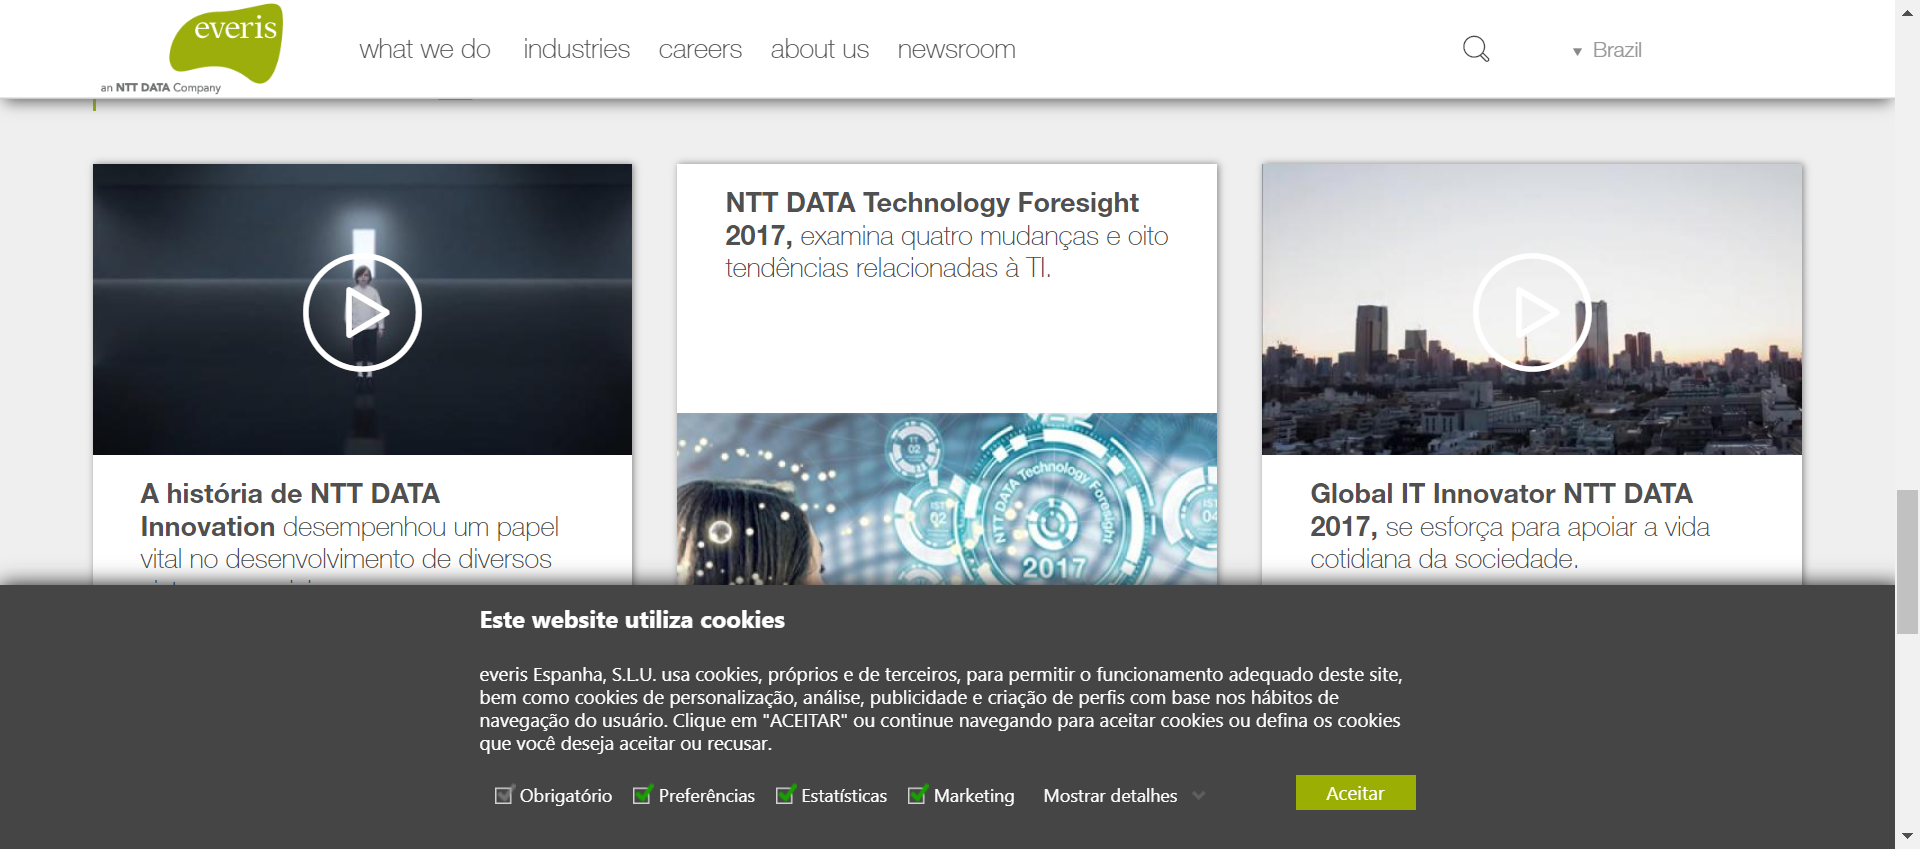 everis
an NTT DATA Company
what we do
industries
careers
about us
newsroom
Brazil
A história de NTT DATA
Innovation desempenhou um papel
vital no desenvolvimento de diversos
NTT DATA Technology Foresight
2017, examina quatro mudanças e oito
tendências relacionadas à TI.
IT
02
IST
02
NTT DATA Technology Foresight
2017
IST
04
Global IT Innovator NTT DATA
2017, se esforça para apoiar a vida
cotidiana da sociedade.
Este website utiliza cookies
everis Espanha, S.L.U. usa cookies, próprios e de terceiros, para permitir o funcionamento adequado deste site,
bem como cookies de personalização, análise, publicidade e criação de perfis com base nos hábitos de
navegação do usuário. Clique em "ACEITAR" ou continue navegando para aceitar cookies ou defina os cookies
que você deseja aceitar ou recusar.
Obrigatório
Preferências
Estatísticas
Marketing
Mostrar detalhes
Aceitar